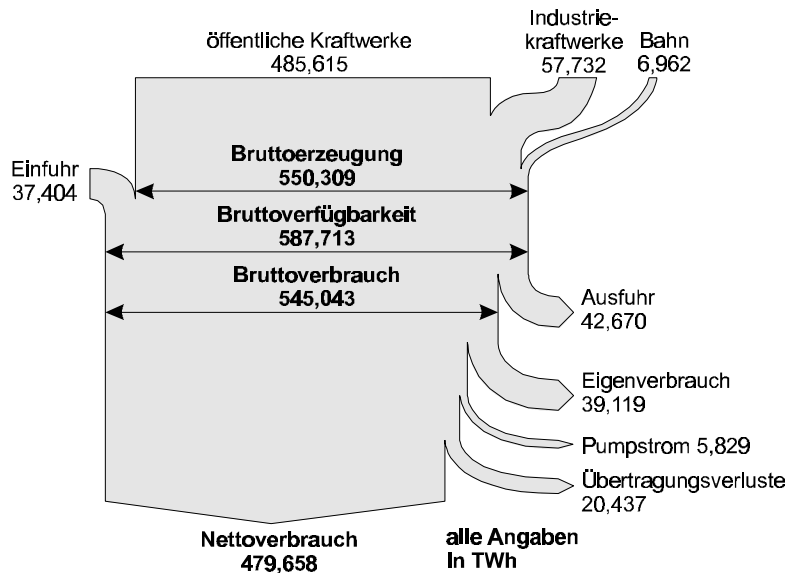 öffentliche Kraftwerke
485,615
Industrie-
kraftwerke
57,732
Bahn
6,962
Einfuhr
37,404
Bruttoerzeugung
550,309
Bruttoverfügbarkeit
587,713
Bruttoverbrauch
545,043
Ausfuhr
42,670
Eigenverbrauch
39,119
Pumpstrom 5,829
Übertragungsverluste
20,437
Nettoverbrauch
479,658
alle Angaben
In TWh